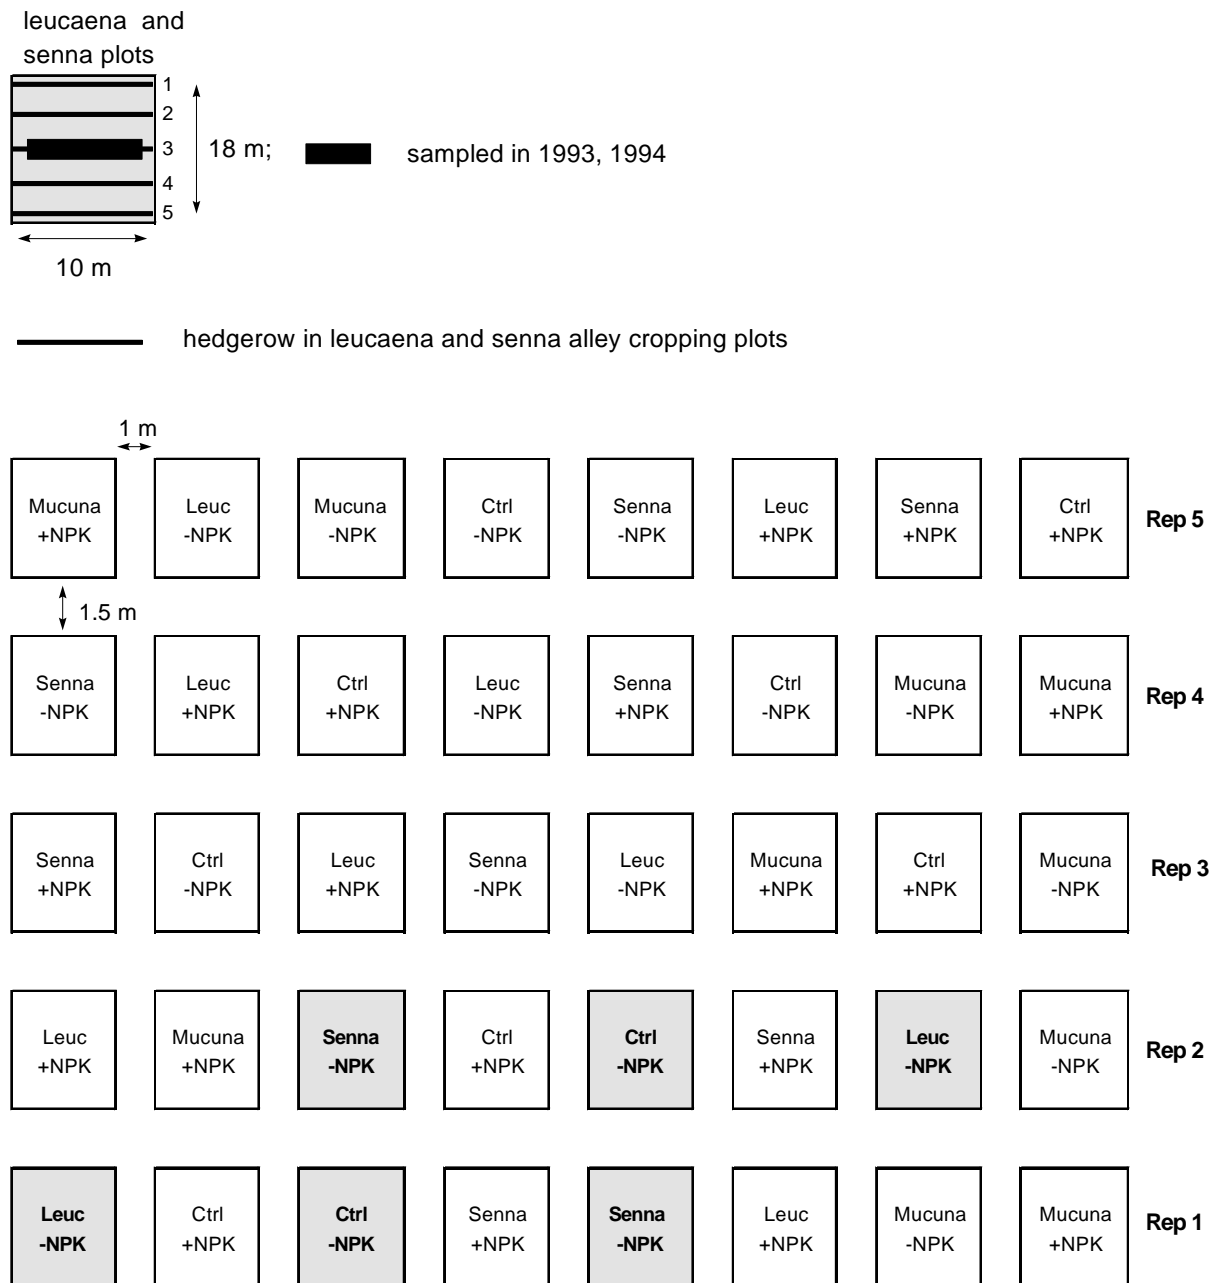 leucaena and
senna plots
1
2
3
4
5
18 m;
sampled in 1993, 1994
10 m
hedgerow in leucaena and senna alley cropping plots
1 m
Mucuna Leuc Mucuna Ctrl Senna Leuc Senna Ctrl
+NPK -NPK -NPK -NPK -NPK +NPK +NPK +NPK
Rep 5
1.5 m
Senna Leuc Ctrl Leuc Senna Ctrl Mucuna Mucuna
-NPK +NPK +NPK -NPK +NPK -NPK -NPK +NPK
Rep 4
Senna Ctrl Leuc Senna Leuc Mucuna Ctrl Mucuna
+NPK -NPK +NPK -NPK -NPK +NPK +NPK -NPK
Rep 3
Leuc Mucuna Senna Ctrl Ctrl Senna Leuc Mucuna
+NPK +NPK -NPK +NPK -NPK +NPK -NPK -NPK
Rep 2
Leuc Ctrl Ctrl Senna Senna Leuc Mucuna Mucuna
-NPK +NPK -NPK +NPK -NPK +NPK -NPK +NPK
Rep 1